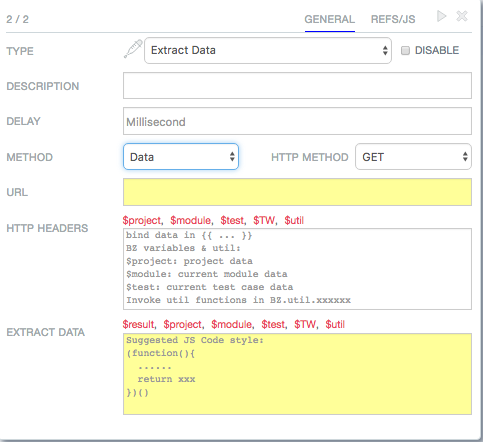 2 / 2 GENERAL REFS/JS
TYPE Extract Data DISABLE
DESCRIPTION
DELAY Millisecond
METHOD Data HTTP METHOD GET
URL
HTTP HEADERS $project, $module, $test, $TW, $util
bind data in {{ ... }}
BZ variables & util:
$project: project data
$module: current module data
$test: current test case data
Invoke util functions in BZ.util.xxxxxx
EXTRACT DATA $result, $project, $module, $test, $TW, $util
Suggested JS Code style:
(function(){
......
return xxx
})()